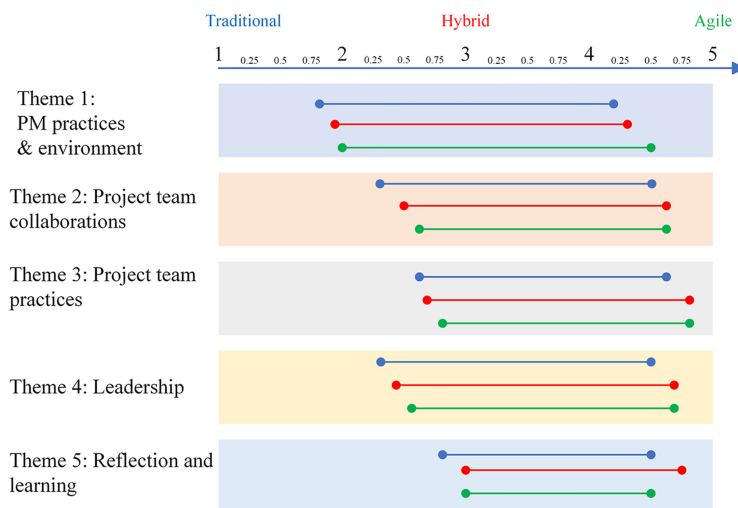 Traditional Hybrid Agile
1 0.25 0.5 0.75 2 0.25 0.5 0.75 3 0.25 0.5 0.75 4 0.25 0.5 0.75 5
Theme 1:
PM practices
& environment
Theme 2: Project team
collaborations
Theme 3: Project team
practices
Theme 4: Leadership
Theme 5: Reflection and
learning